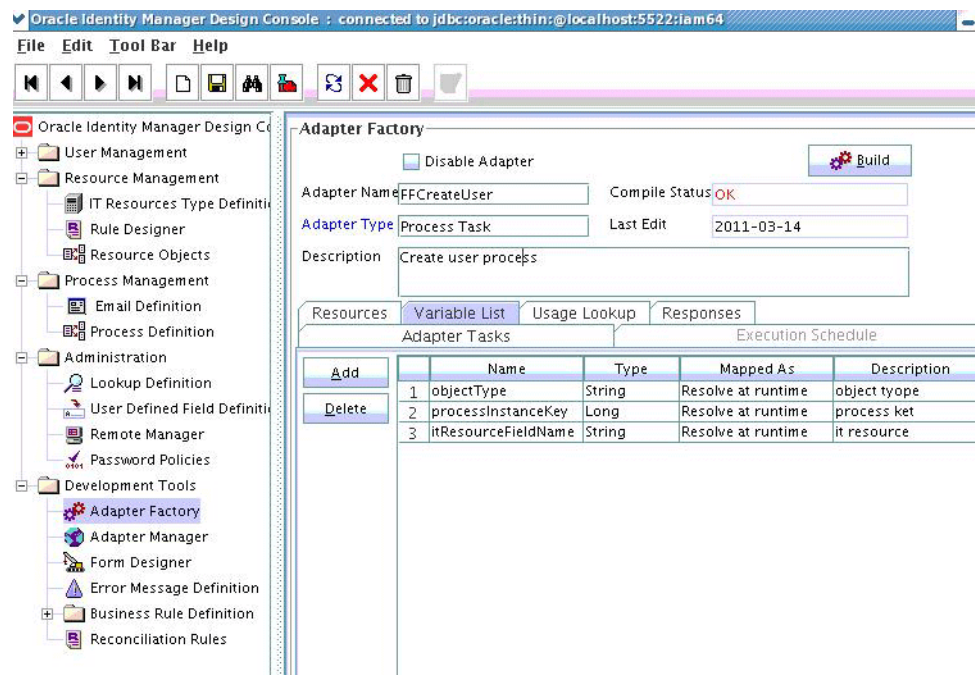 Oracle Identity Manager Design Console : connected to jdbc:oracle:thin:@localhost:5522:iam64
File Edit Tool Bar Help
Oracle Identity Manager Design Co
User Management
Resource Management
IT Resources Type Definiti
Rule Designer
Resource Objects
Process Management
Email Definition
Process Definition
Administration
Lookup Definition
User Defined Field Definiti
Remote Manager
Password Policies
Development Tools
Adapter Factory
Adapter Manager
Form Designer
Error Message Definition
Business Rule Definition
Reconciliation Rules
Adapter Factory
Disable Adapter
Build
Adapter Name FFCreateUser Compile Status OK
Adapter Type Process Task Last Edit 2011-03-14
Description Create user process
Resources Variable List Usage Lookup Responses
Adapter Tasks Execution Schedule
Add
Delete
Name Type Mapped As Description
1 objectType String Resolve at runtime object tyope
2 processInstanceKey Long Resolve at runtime process ket
3 itResourceFieldName String Resolve at runtime it resource